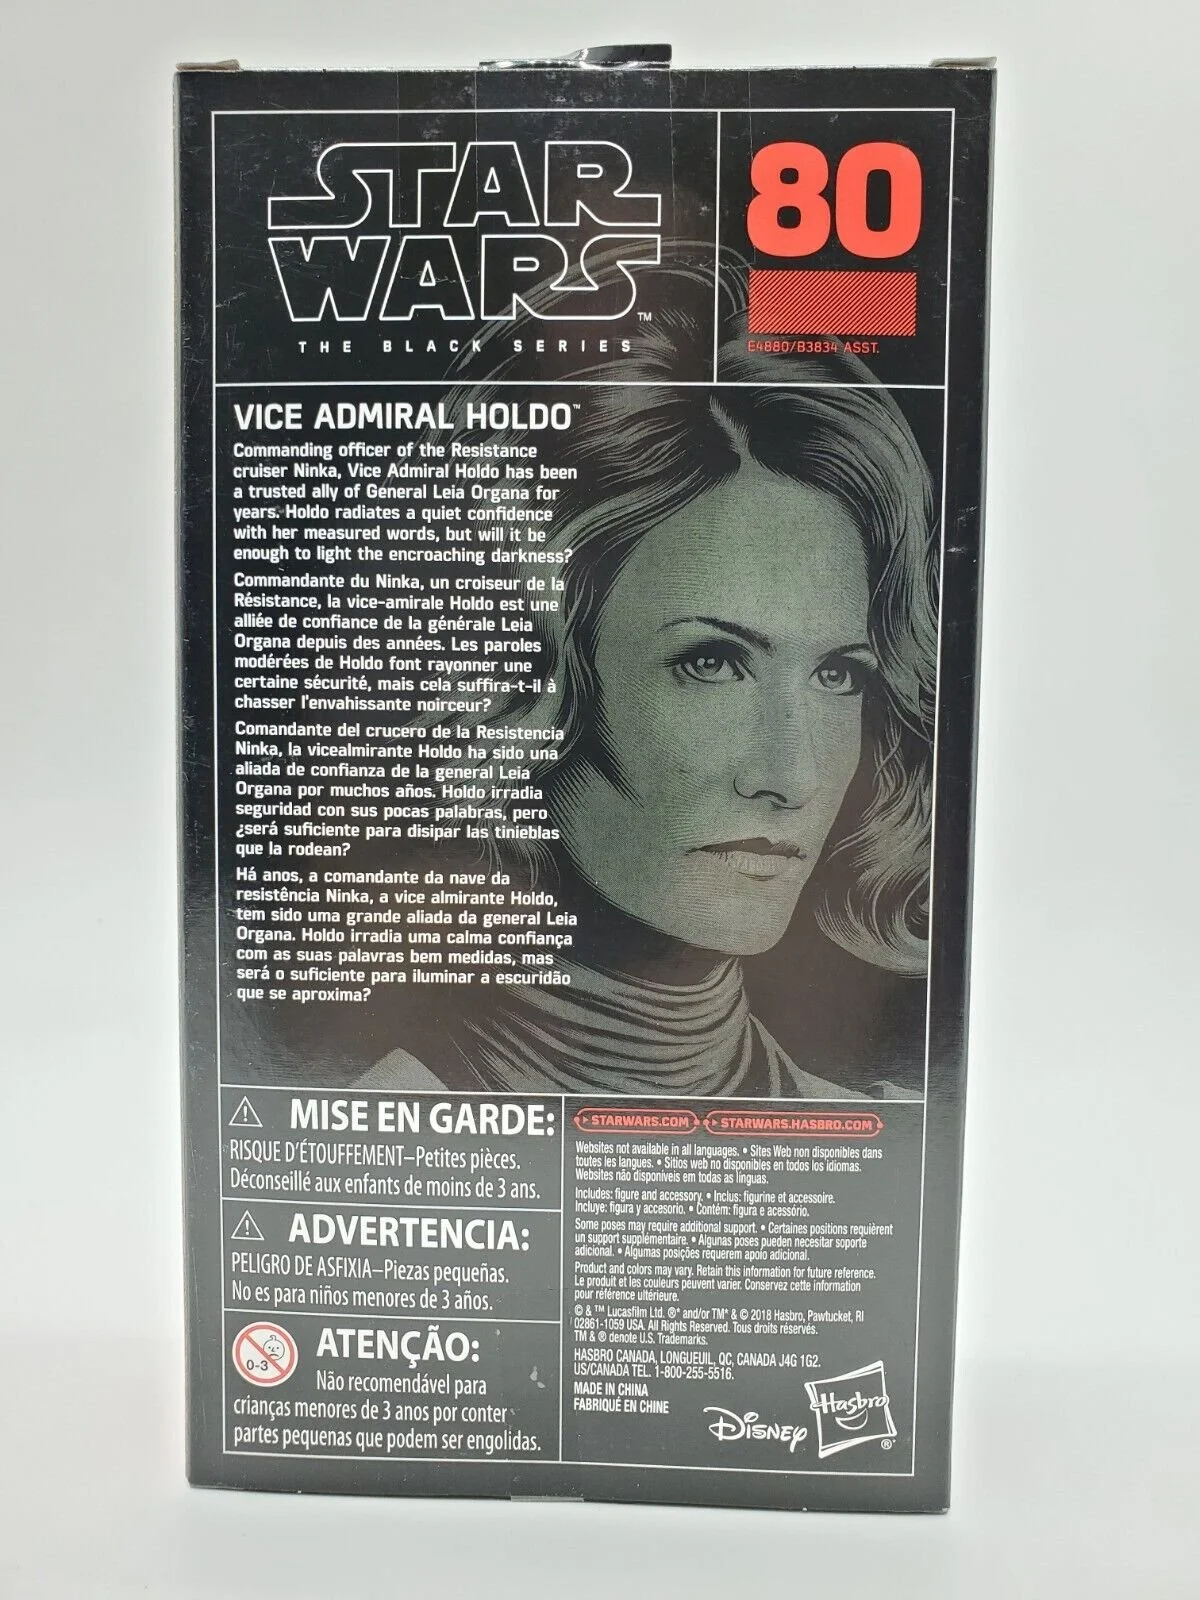 STAR
WARS™
THE BLACK SERIES
80
E4880/B3834 ASST.
VICE ADMIRAL HOLDO™
Commanding officer of the Resistance
cruiser Ninka, Vice Admiral Holdo has been
a trusted ally of General Leia Organa for
years. Holdo radiates a quiet confidence
with her measured words, but will it be
enough to light the encroaching darkness?
Commandante du Ninka, un croiseur de la
Résistance, la vice-amirale Holdo est une
alliée de confiance de la générale Leia
Organa depuis des années. Les paroles
modérées de Holdo font rayonner une
certaine sécurité, mais cela suffira-t-il à
chasser l'envahissante noirceur?
Comandante del crucero de la Resistencia
Ninka, la vicealmirante Holdo ha sido una
aliada de confianza de la general Leia
Organa por muchos años. Holdo irradia
seguridad con sus pocas palabras, pero
¿será suficiente para disipar las tinieblas
que la rodean?
Há anos, a comandante da nave da
resistência Ninka, a vice almirante Holdo,
tem sido uma grande aliada da general Leia
Organa. Holdo irradia uma calma confiança
com as suas palavras bem medidas, mas
será o suficiente para iluminar a escuridão
que se aproxima?
MISE EN GARDE:
RISQUE D'ÉTOUFFEMENT–Petites pièces.
Déconseillé aux enfants de moins de 3 ans.
ADVERTENCIA:
PELIGRO DE ASFIXIA–Piezas pequeñas.
No es para niños menores de 3 años.
0-3
ATENÇÃO:
Não recomendável para
crianças menores de 3 anos por conter
partes pequenas que podem ser engolidas.
STARWARS.COM STARWARS.HASBRO.COM
Websites not available in all languages. • Sites Web non disponibles dans
toutes les langues. • Sitios web no disponibles en todos los idiomas.
Websites não disponíveis em todas as línguas.
Includes: figure and accessory. • Inclus: figurine et accessoire.
Incluye: figura y accesorio. • Contém: figura e acessório.
Some poses may require additional support. • Certaines positions requièrent
un support supplémentaire. • Algunas poses pueden necesitar soporte
adicional. • Algumas posições requerem apoio adicional.
Product and colors may vary. Retain this information for future reference.
Le produit et les couleurs peuvent varier. Conservez cette information
pour référence ultérieure.
© & ™ Lucasfilm Ltd. ®* and/or TM* & © 2018 Hasbro, Pawtucket, RI
02861-1059 USA. All Rights Reserved. Tous droits réservés.
TM & ® denote U.S. Trademarks.
HASBRO CANADA, LONGUEUIL, QC, CANADA J4G 1G2.
US/CANADA TEL. 1-800-255-5516.
MADE IN CHINA
FABRIQUÉ EN CHINE
Disney
Hasbro
®